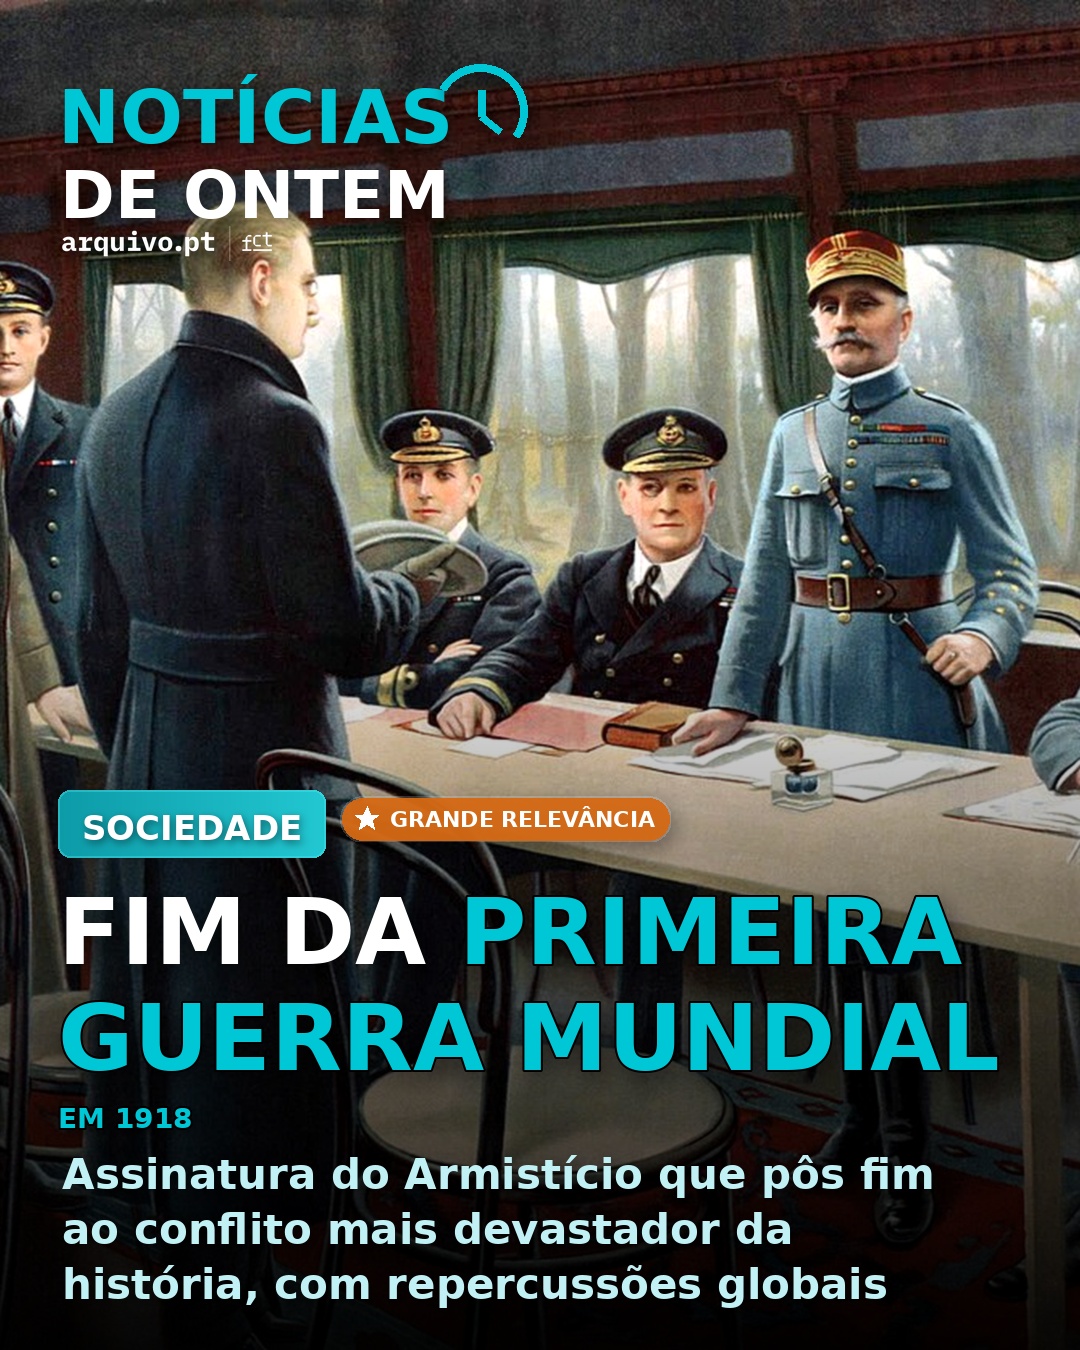 NOTÍCIAS
DE ONTEM
arquivo.pt | fct
SOCIEDADE
GRANDE RELEVÂNCIA
FIM DA PRIMEIRA
GUERRA MUNDIAL
EM 1918
Assinatura do Armistício que pôs fim
ao conflito mais devastador da
história, com repercussões globais